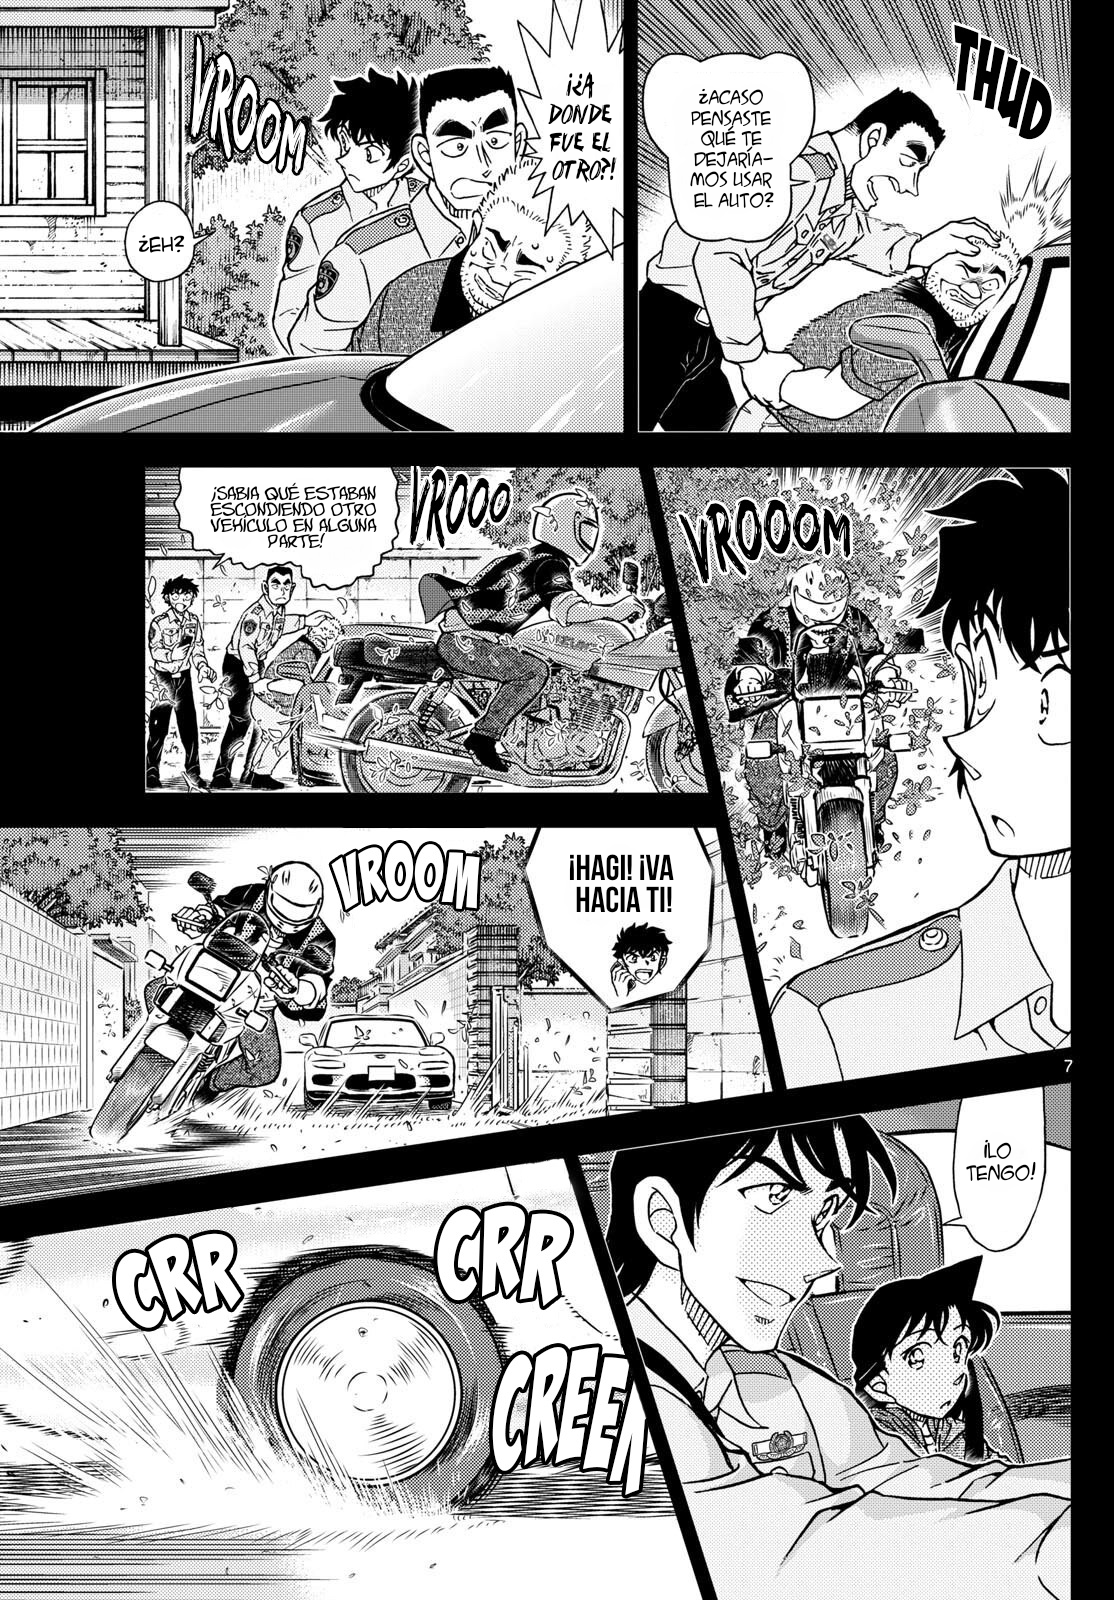 THUD
¿ACASO
PENSASTE
QUÉ TE
DEJARÍA-
MOS USAR
EL AUTO?
¡¿A
DONDE
FUE EL
OTRO?!
VROOM
¿EH?
VROOOM
VROOO
¡SABIA QUÉ ESTABAN
ESCONDIENDO OTRO
VEHÍCULO EN ALGUNA
PARTE!
¡HAGI! ¡VA
HACIA TI!
VROOM
7
¡LO
TENGO!
CRR
CRR
CREEK